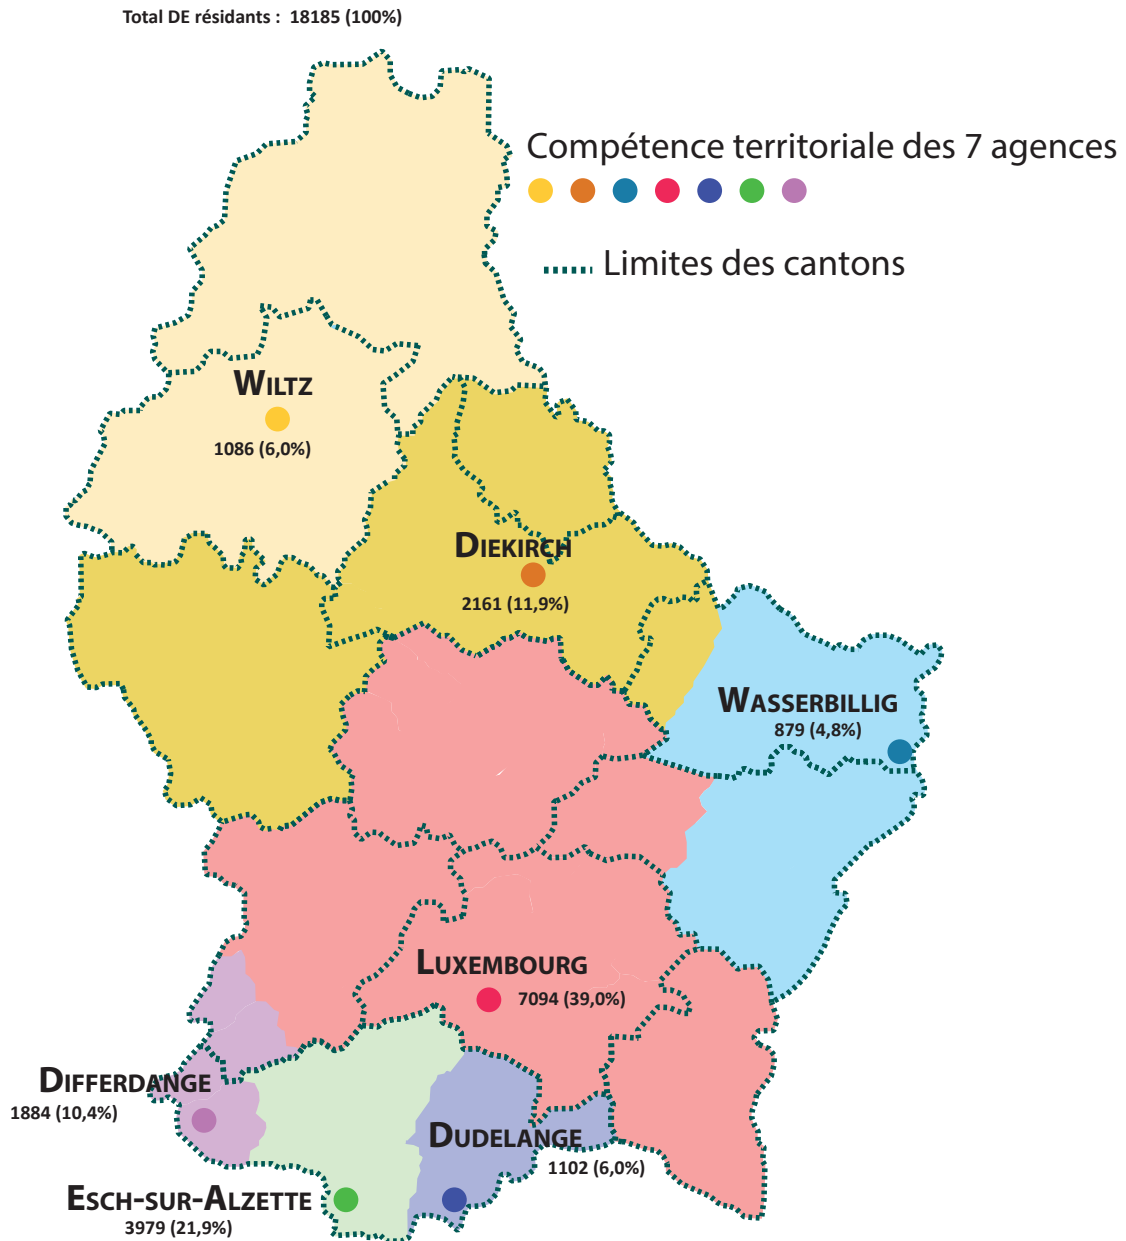 Total DE résidants : 18185 (100%)
Compétence territoriale des 7 agences
Limites des cantons
Wiltz
1086 (6,0%)
Diekirch
2161 (11,9%)
Wasserbillig
879 (4,8%)
Luxembourg
7094 (39,0%)
Differdange
1884 (10,4%)
Dudelange
1102 (6,0%)
Esch-sur-Alzette
3979 (21,9%)